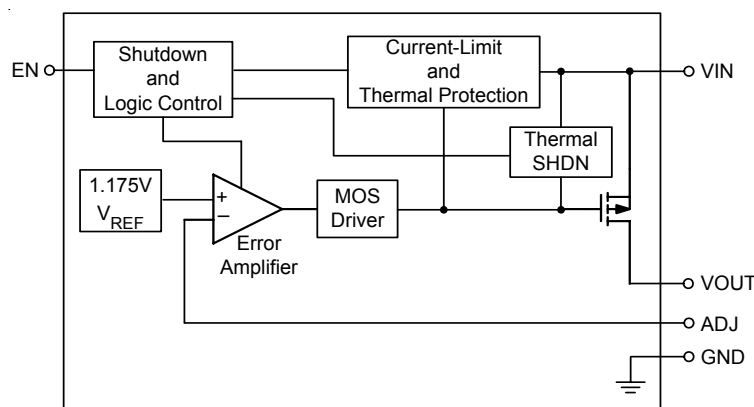 EN
Shutdown
and
Logic Control
Current-Limit
and
Thermal Protection
VIN
Thermal
SHDN
1.175V
VREF
+
−
MOS
Driver
Error
Amplifier
VOUT
ADJ
GND